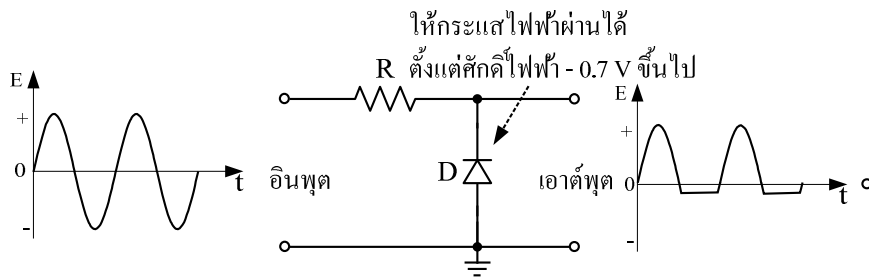 ให้กระแสไฟฟ้าผ่านได้
ตั้งแต่ศักดิ์ไฟฟ้า - 0.7 V ขึ้นไป
R
E
+
0
-
t
อินพุต
D
เอาต์พุต
E
+
0
-
t